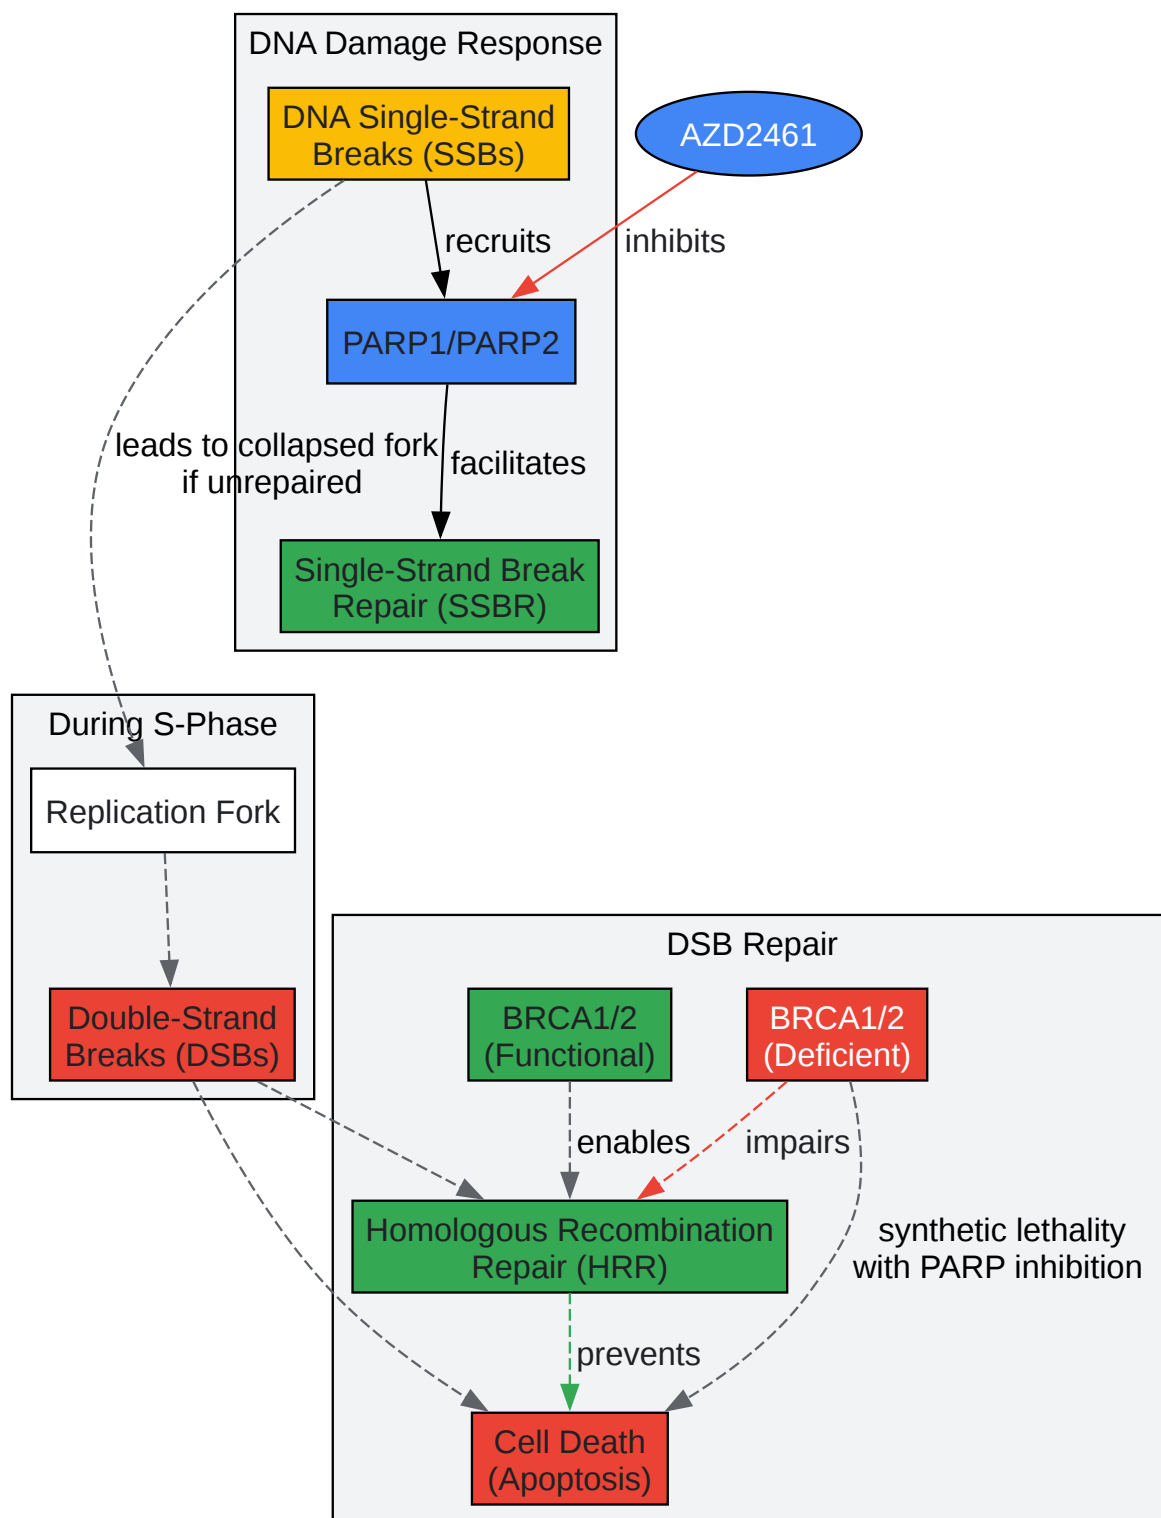 DNA Damage Response
DNA Single-Strand
Breaks (SSBs)
AZD2461
recruits
inhibits
PARP1/PARP2
leads to collapsed fork
if unrepaired
facilitates
Single-Strand Break
Repair (SSBR)
During S-Phase
Replication Fork
Double-Strand
Breaks (DSBs)
DSB Repair
BRCA1/2
(Functional)
BRCA1/2
(Deficient)
enables
impairs
Homologous Recombination
Repair (HRR)
synthetic lethality
with PARP inhibition
prevents
Cell Death
(Apoptosis)